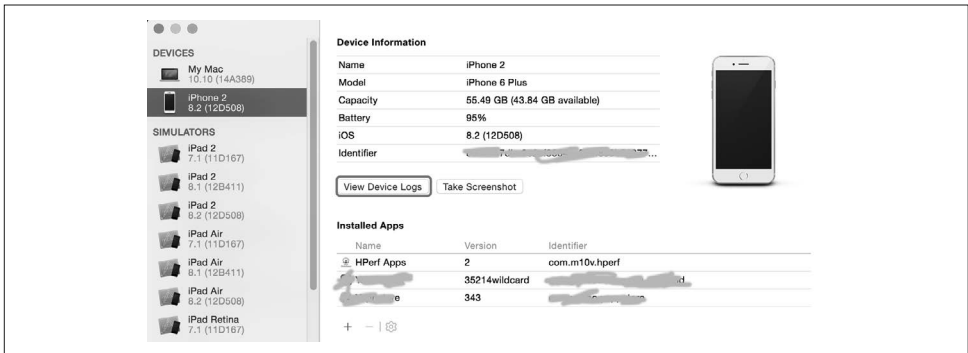 DEVICES
My Mac
10.10 (14A389)
iPhone 2
8.2 (12D508)
SIMULATORS
iPad 2
7.1 (11D167)
iPad 2
8.1 (12B411)
iPad 2
8.2 (12D508)
iPad Air
7.1 (11D167)
iPad Air
8.1 (12B411)
iPad Air
8.2 (12D508)
iPad Retina
7.1 (11D167)
Device Information
Name iPhone 2
Model iPhone 6 Plus
Capacity 55.49 GB (43.84 GB available)
Battery 95%
iOS 8.2 (12D508)
Identifier
View Device Logs Take Screenshot
Installed Apps
Name Version Identifier
HPerf Apps 2 com.m10v.hperf
35214wildcard
343